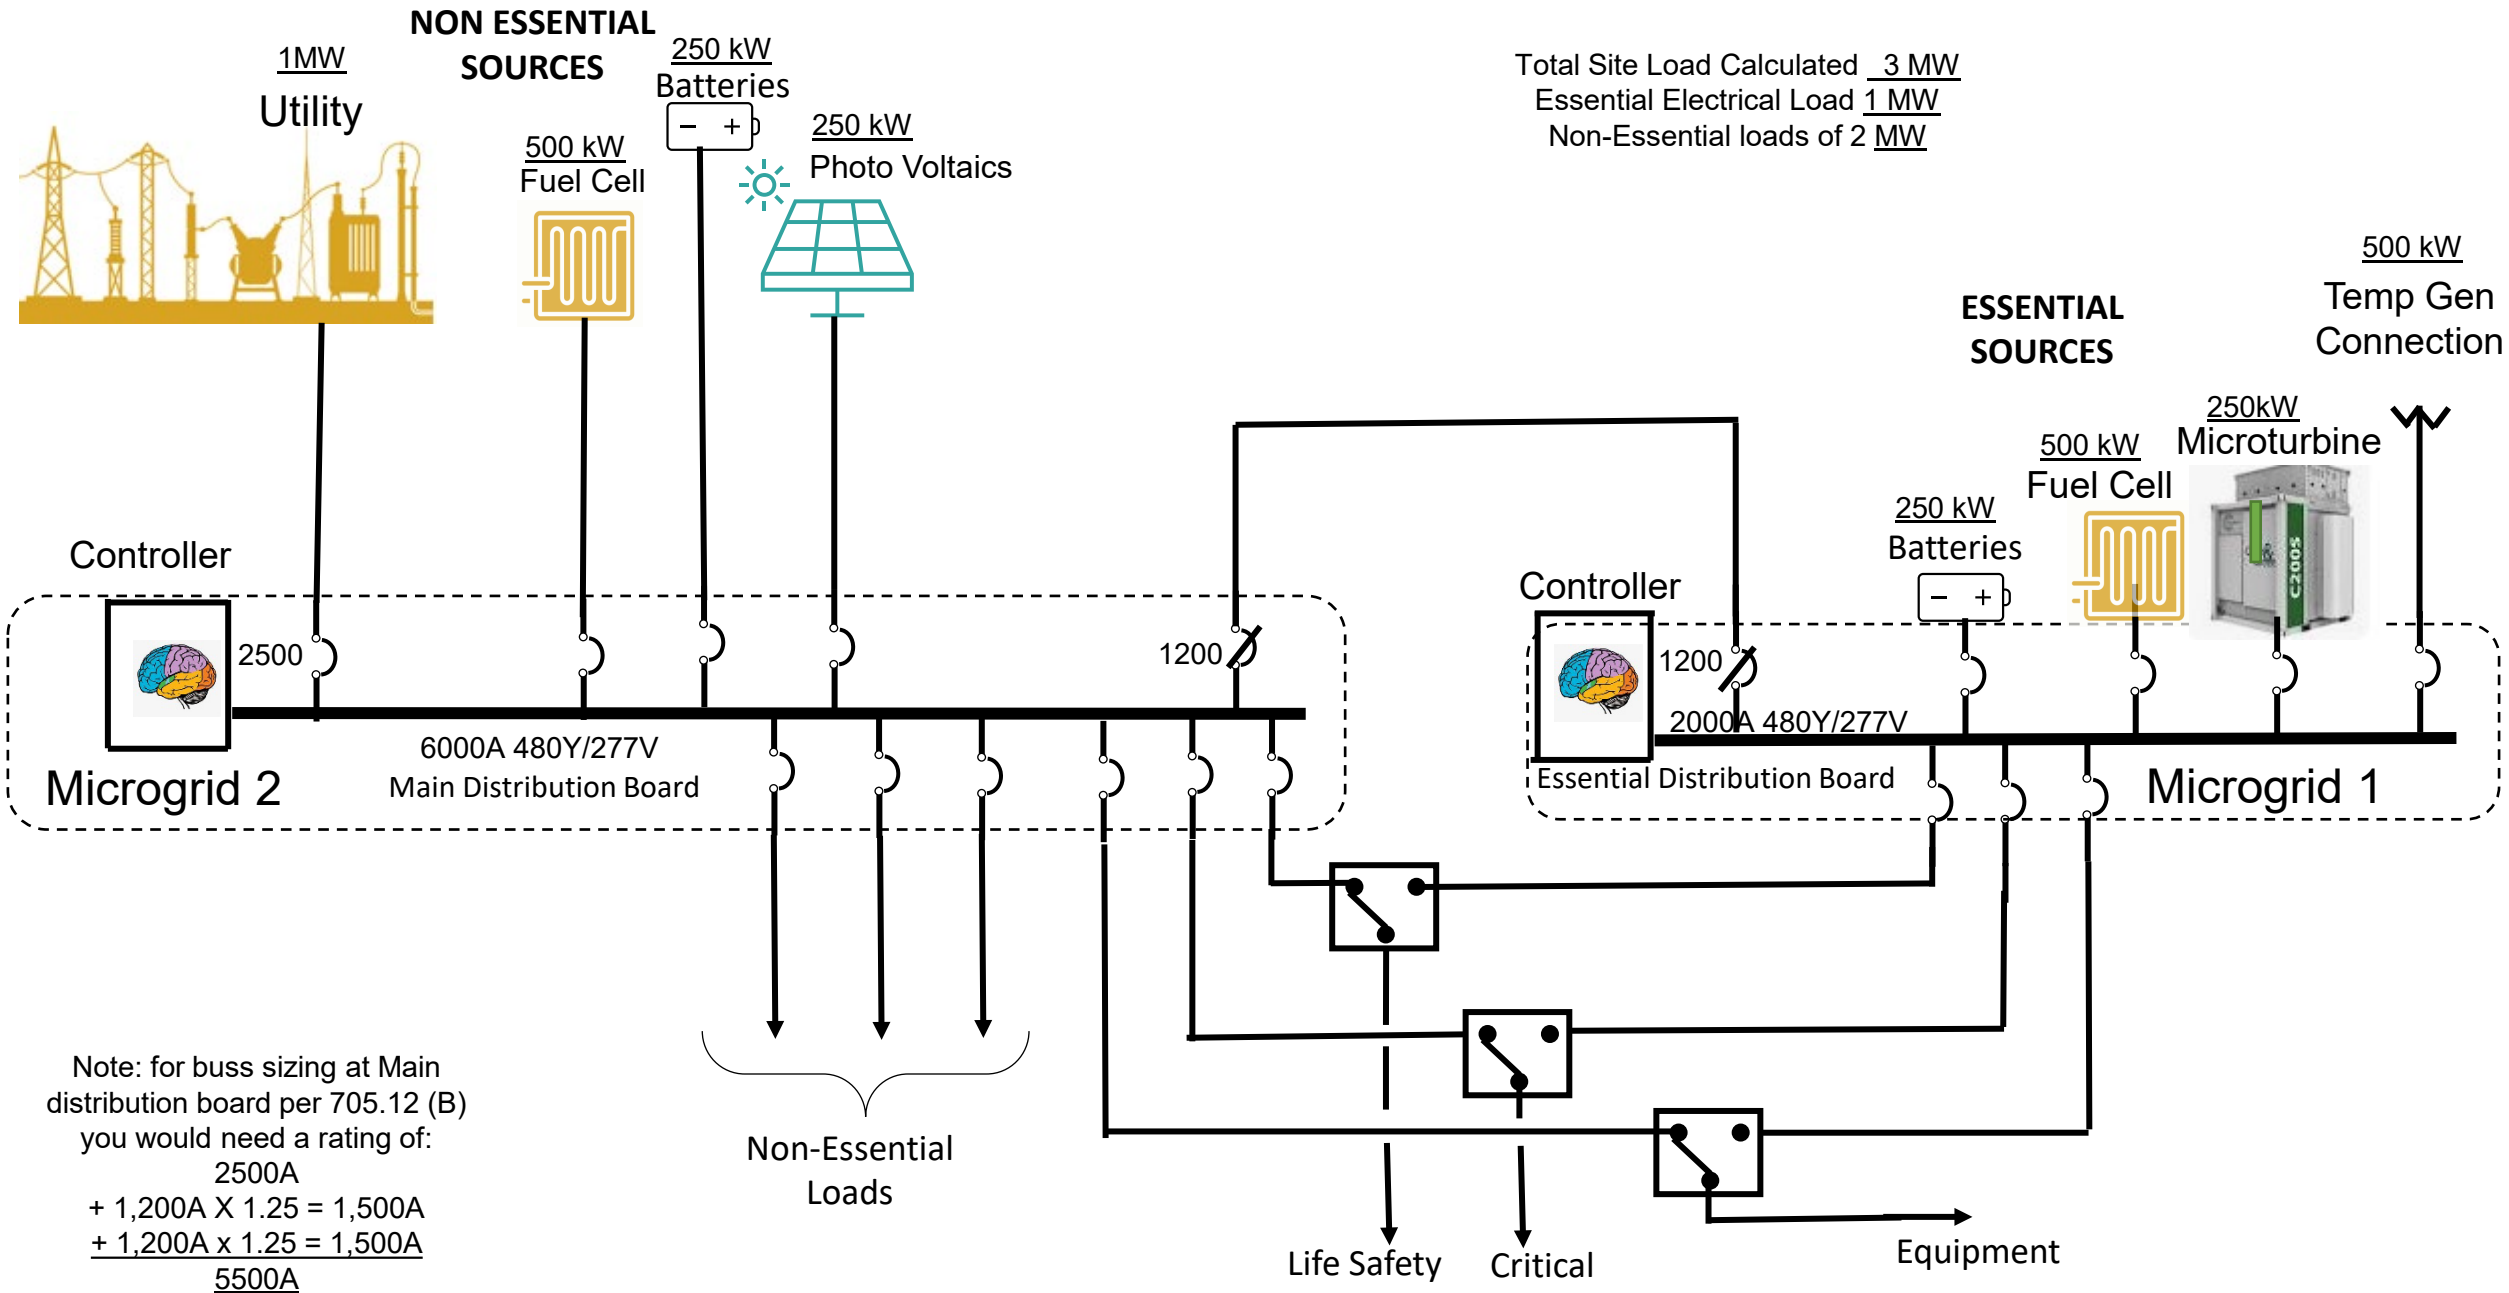 NON ESSENTIAL
SOURCES
1MW
Utility
500 kW
Fuel Cell
250 kW
Batteries
− +
250 kW
Photo Voltaics
Total Site Load Calculated 3 MW
Essential Electrical Load 1 MW
Non-Essential loads of 2 MW
ESSENTIAL
SOURCES
500 kW
Temp Gen
Connection
250kW
Microturbine
C200S
500 kW
Fuel Cell
250 kW
Batteries
− +
Controller
2500
1200
6000A 480Y/277V
Main Distribution Board
Microgrid 2
Controller
1200
2000A 480Y/277V
Essential Distribution Board
Microgrid 1
Note: for buss sizing at Main
distribution board per 705.12 (B)
you would need a rating of:
2500A
+ 1,200A X 1.25 = 1,500A
+ 1,200A x 1.25 = 1,500A
5500A
Non-Essential
Loads
Life Safety
Critical
Equipment